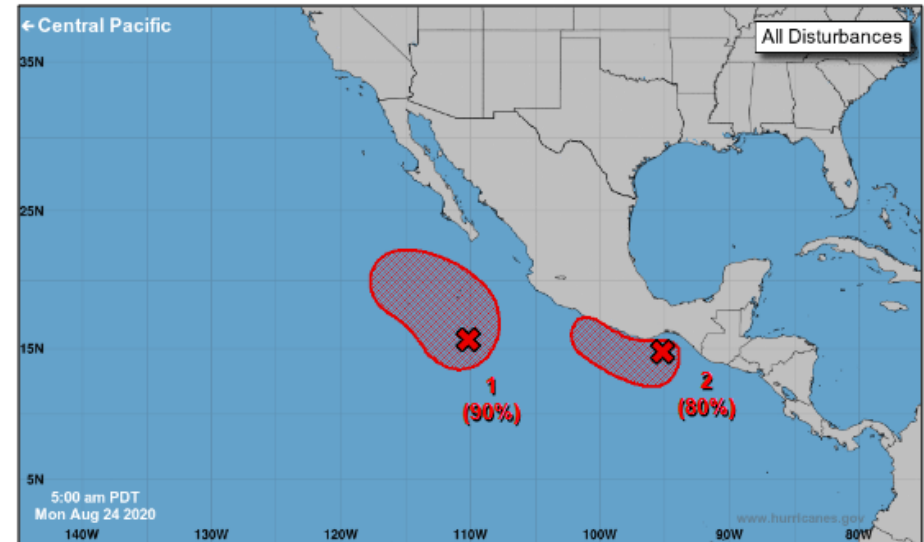 ← Central Pacific
All Disturbances
35N
25N
15N
1
(90%)
2
(80%)
5N
5:00 am PDT
Mon Aug 24 2020
www.hurricanes.gov
140W 130W 120W 110W 100W 90W 80W